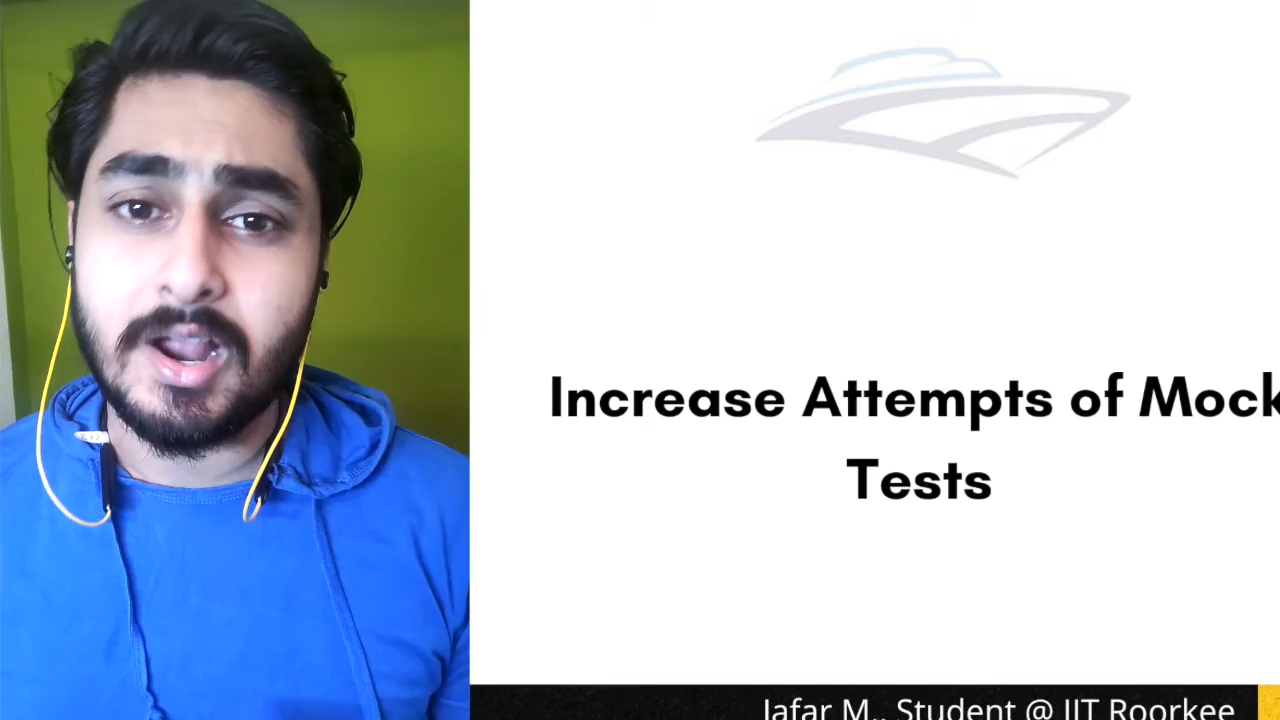 Increase Attempts of Mock
Tests
Jafar M., Student @ IIT Roorkee